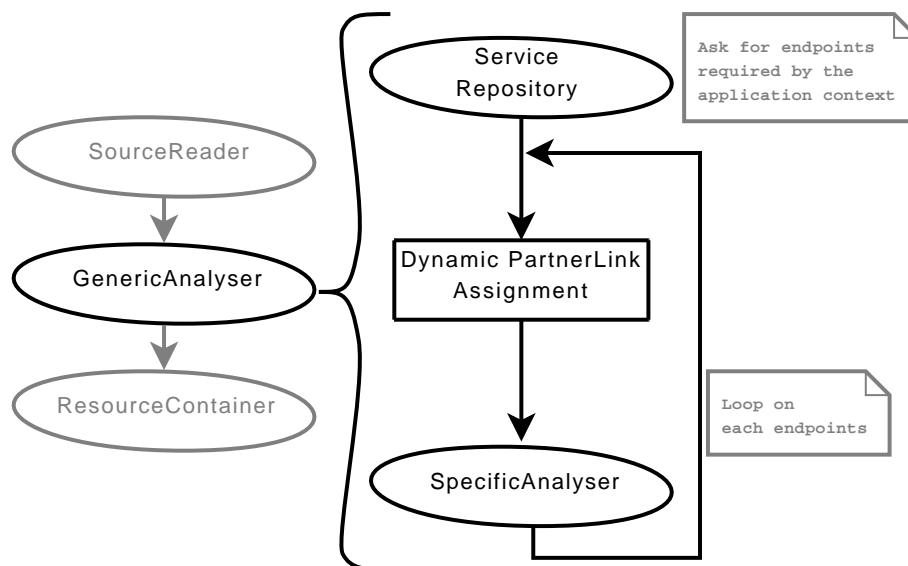 Service
Repository
Ask for endpoints
required by the
application context
SourceReader
GenericAnalyser
Dynamic PartnerLink
Assignment
ResourceContainer
Loop on
each endpoints
SpecificAnalyser